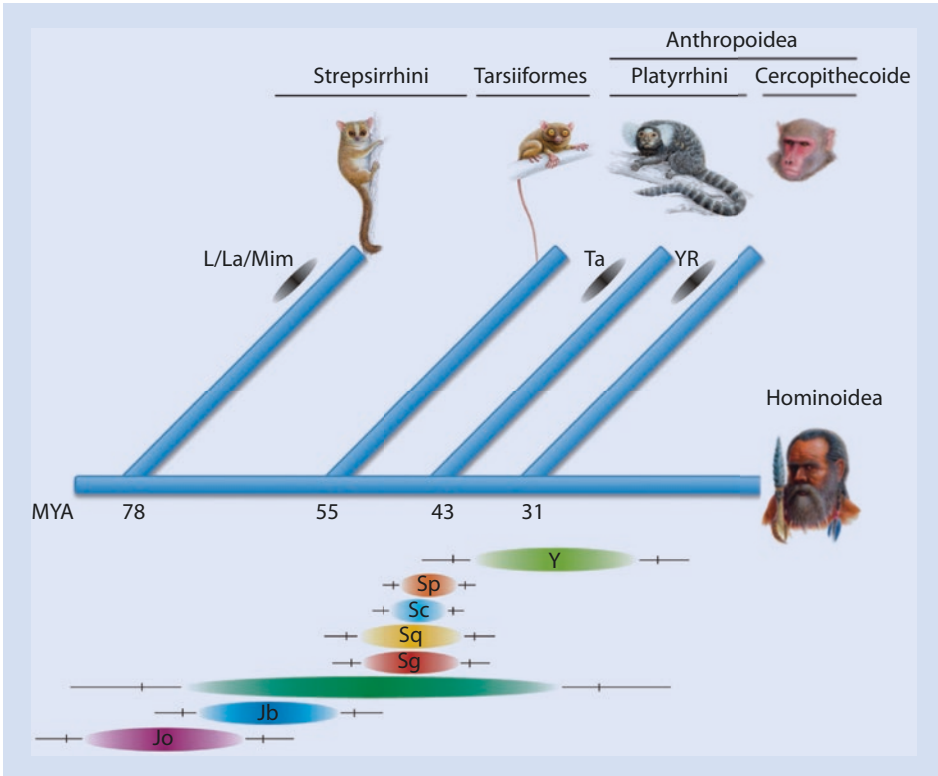 Anthropoidea
Strepsirrhini Tarsiiformes Platyrrhini Cercopithecoide
L/La/Mim Ta YR
Hominoidea
MYA 78 55 43 31
Y
Sp
Sc
Sq
Sg
Jb
Jo